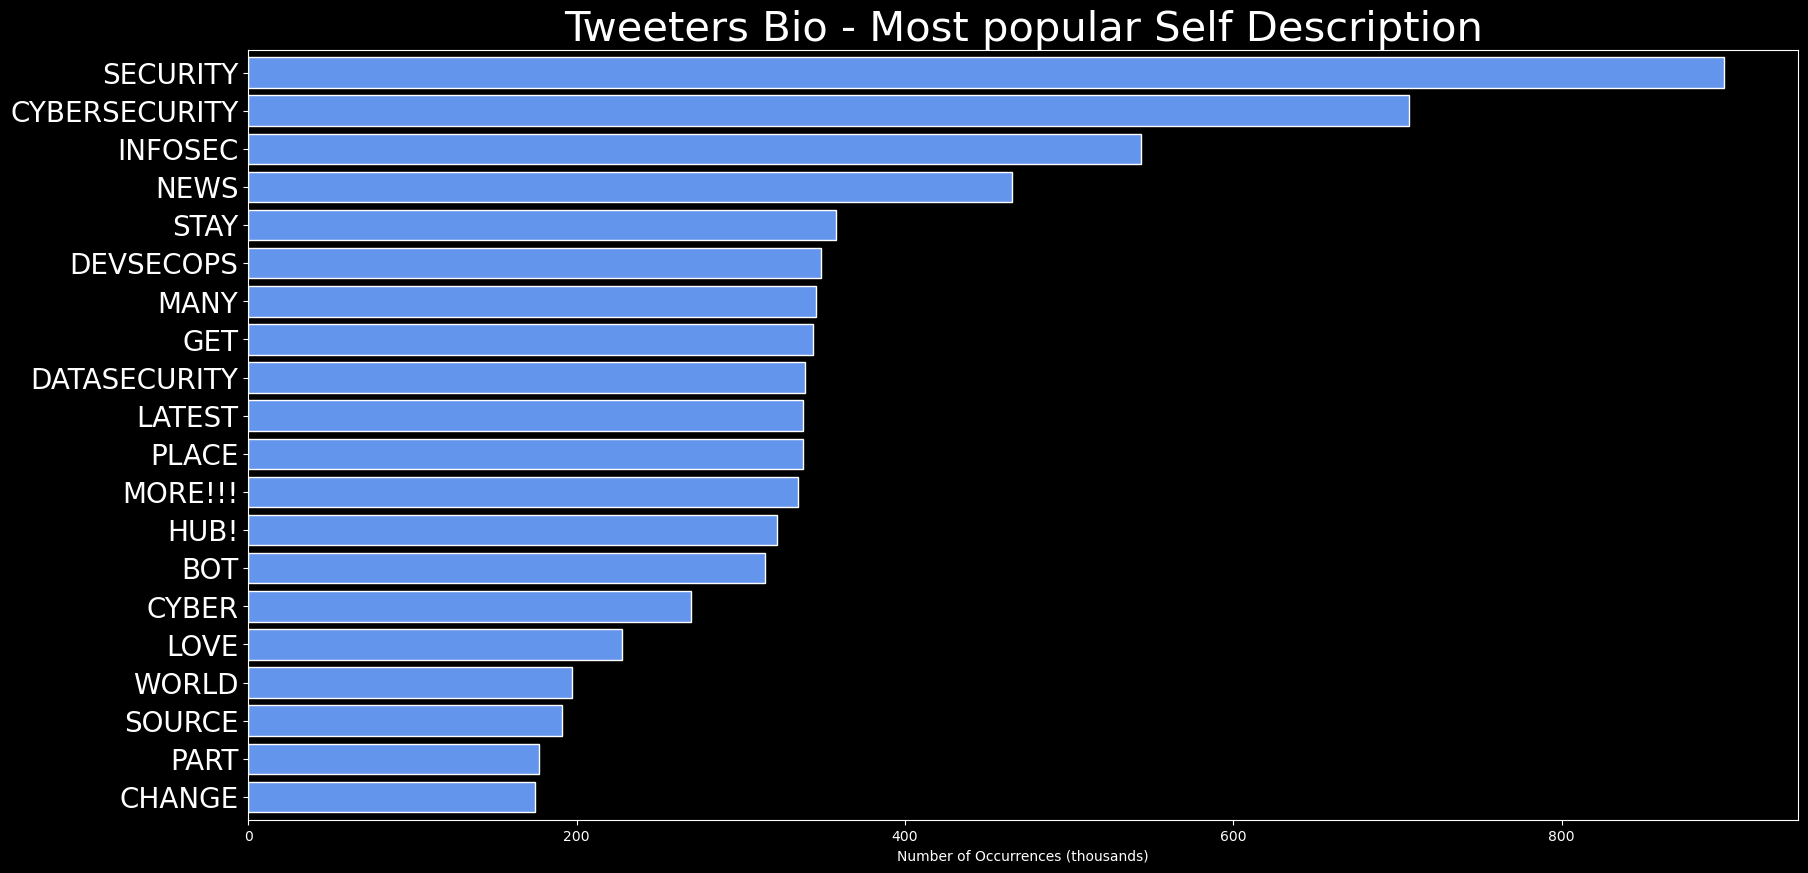 Tweeters Bio - Most popular Self Description
SECURITY
CYBERSECURITY
INFOSEC
NEWS
STAY
DEVSECOPS
MANY
GET
DATASECURITY
LATEST
PLACE
MORE!!!
HUB!
BOT
CYBER
LOVE
WORLD
SOURCE
PART
CHANGE
0 200 400 600 800
Number of Occurrences (thousands)